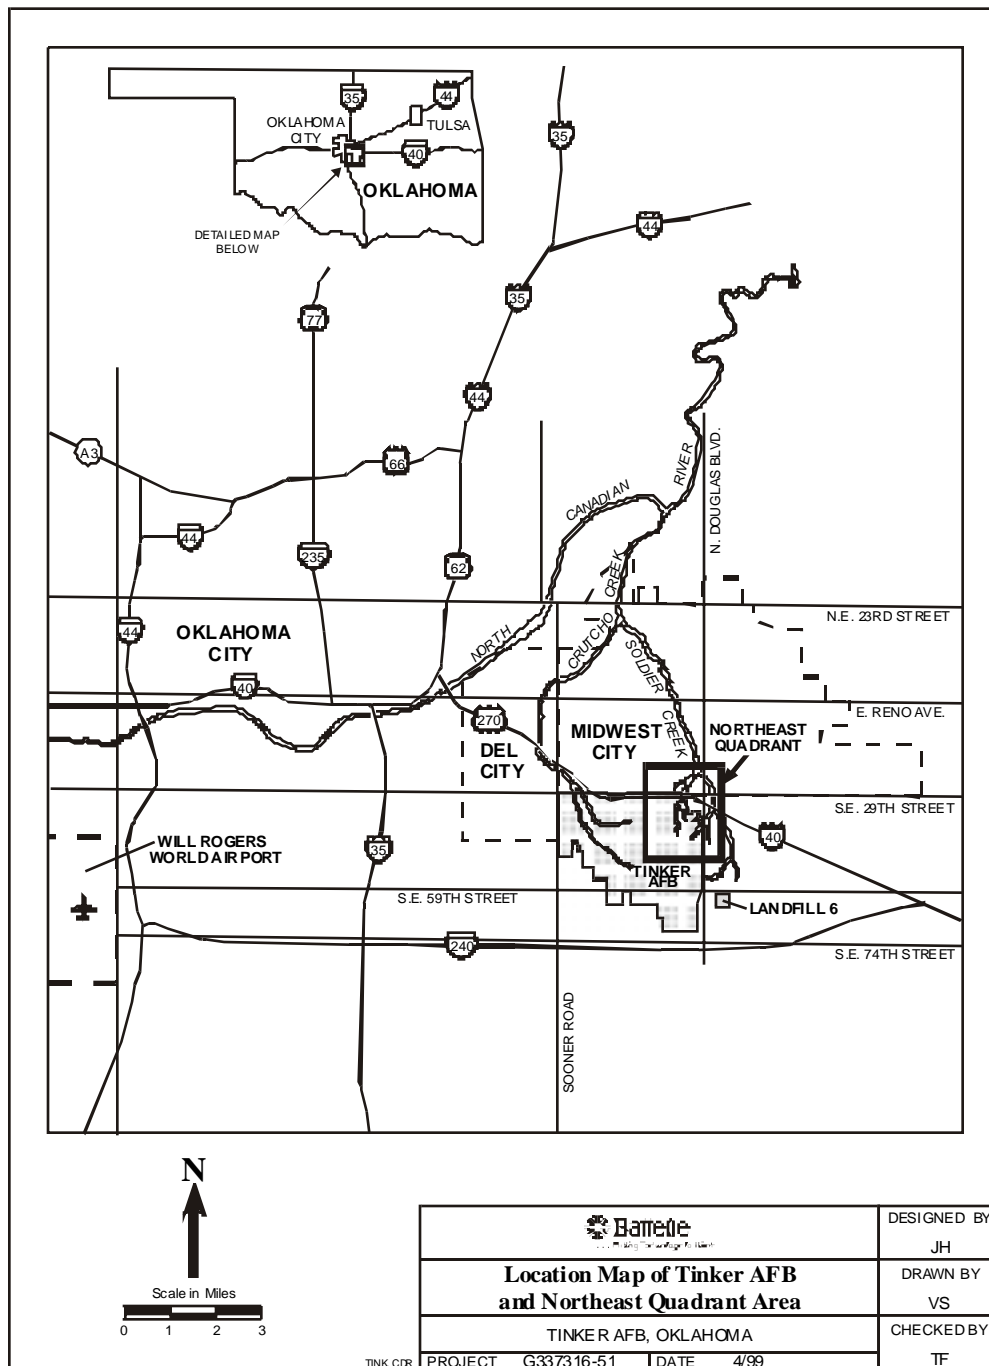 35
44
OKLAHOMA
CITY
TULSA
40
OKLAHOMA
DETAILED MAP
BELOW
35
44
35
77
44
A3
66
44
235
62
CANADIAN
RIVER
N. DOUGLAS BLVD.
N.E. 23RD STREET
44
OKLAHOMA
CITY
NORTH
CRUTCHO
CREEK
SOLDIER
CREEK
40
E. RENO AVE.
270
DEL
CITY
MIDWEST
CITY
NORTHEAST
QUADRANT
S.E. 29TH STREET
WILL ROGERS
WORLD AIRPORT
35
40
TINKER
AFB
S.E. 59TH STREET
LANDFILL 6
240
S.E. 74TH STREET
SOONER ROAD
N
Scale in Miles
0 1 2 3
Battelle
Location Map of Tinker AFB
and Northeast Quadrant Area
TINKER AFB, OKLAHOMA
TINK.CDR
PROJECT G337316-51 DATE 4/99
DESIGNED BY
JH
DRAWN BY
VS
CHECKED BY
TF